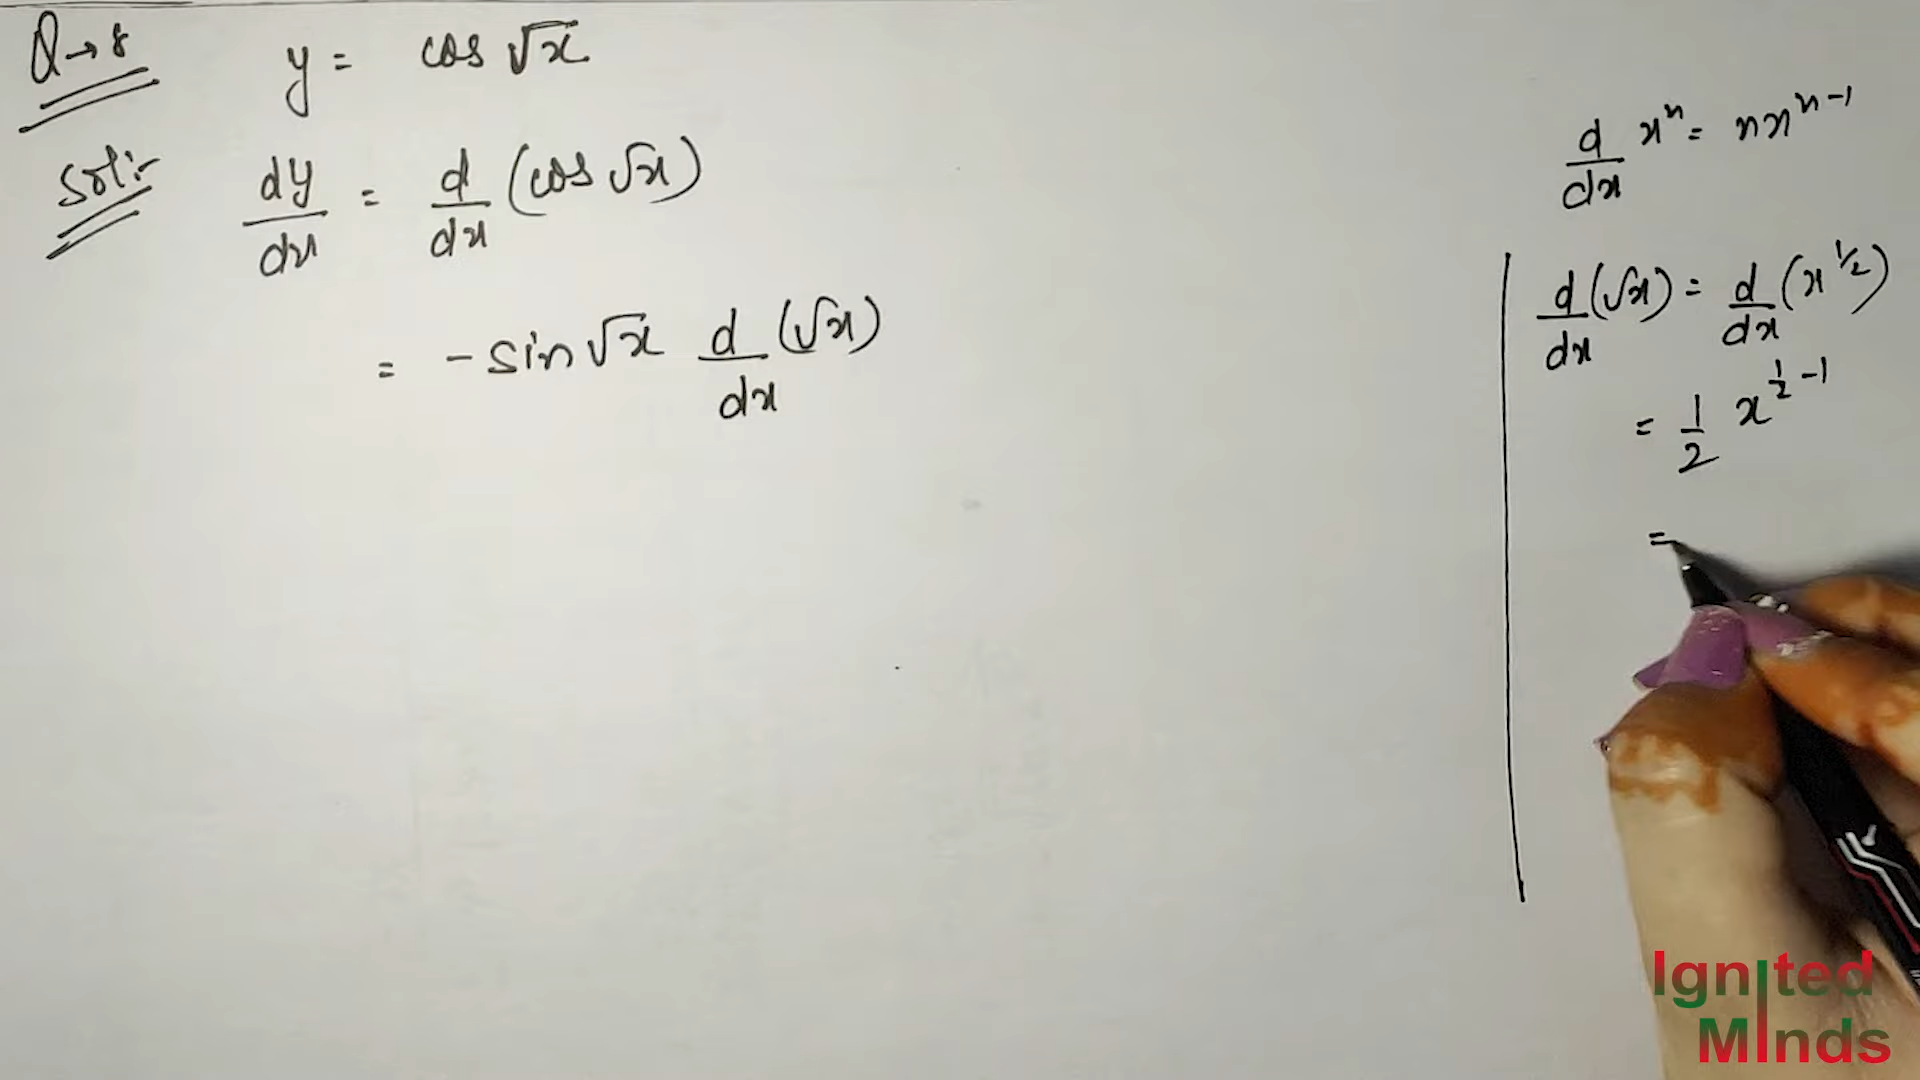 Q→8 y = cos √x
Sol:- dy/dx = d/dx (cos √x)
= - sin √x d/dx (√x)
d/dx xⁿ = nxⁿ⁻¹
d/dx (√x) = d/dx (x^1/2)
= 1/2 x^(1/2 -1)
=
Ignited
Minds